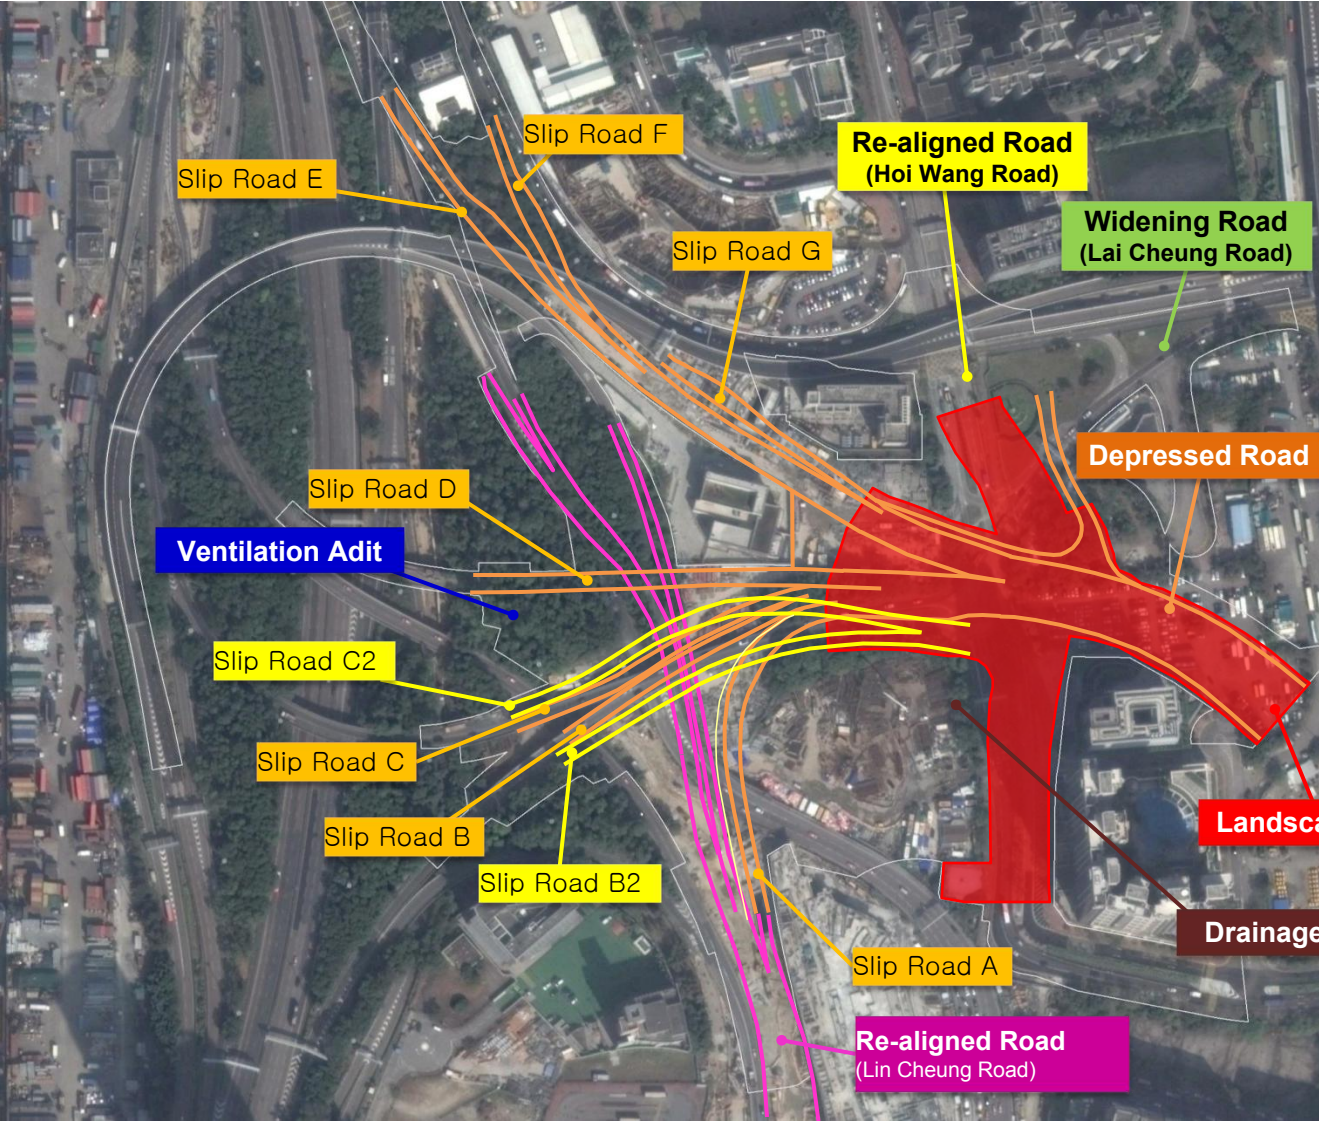 Slip Road F
Re-aligned Road
(Hoi Wang Road)
Slip Road E
Widening Road
(Lai Cheung Road)
Slip Road G
Depressed Road
Slip Road D
Ventilation Adit
Slip Road C2
Slip Road C
Landsca
Slip Road B
Slip Road B2
Drainage
Slip Road A
Re-aligned Road
(Lin Cheung Road)